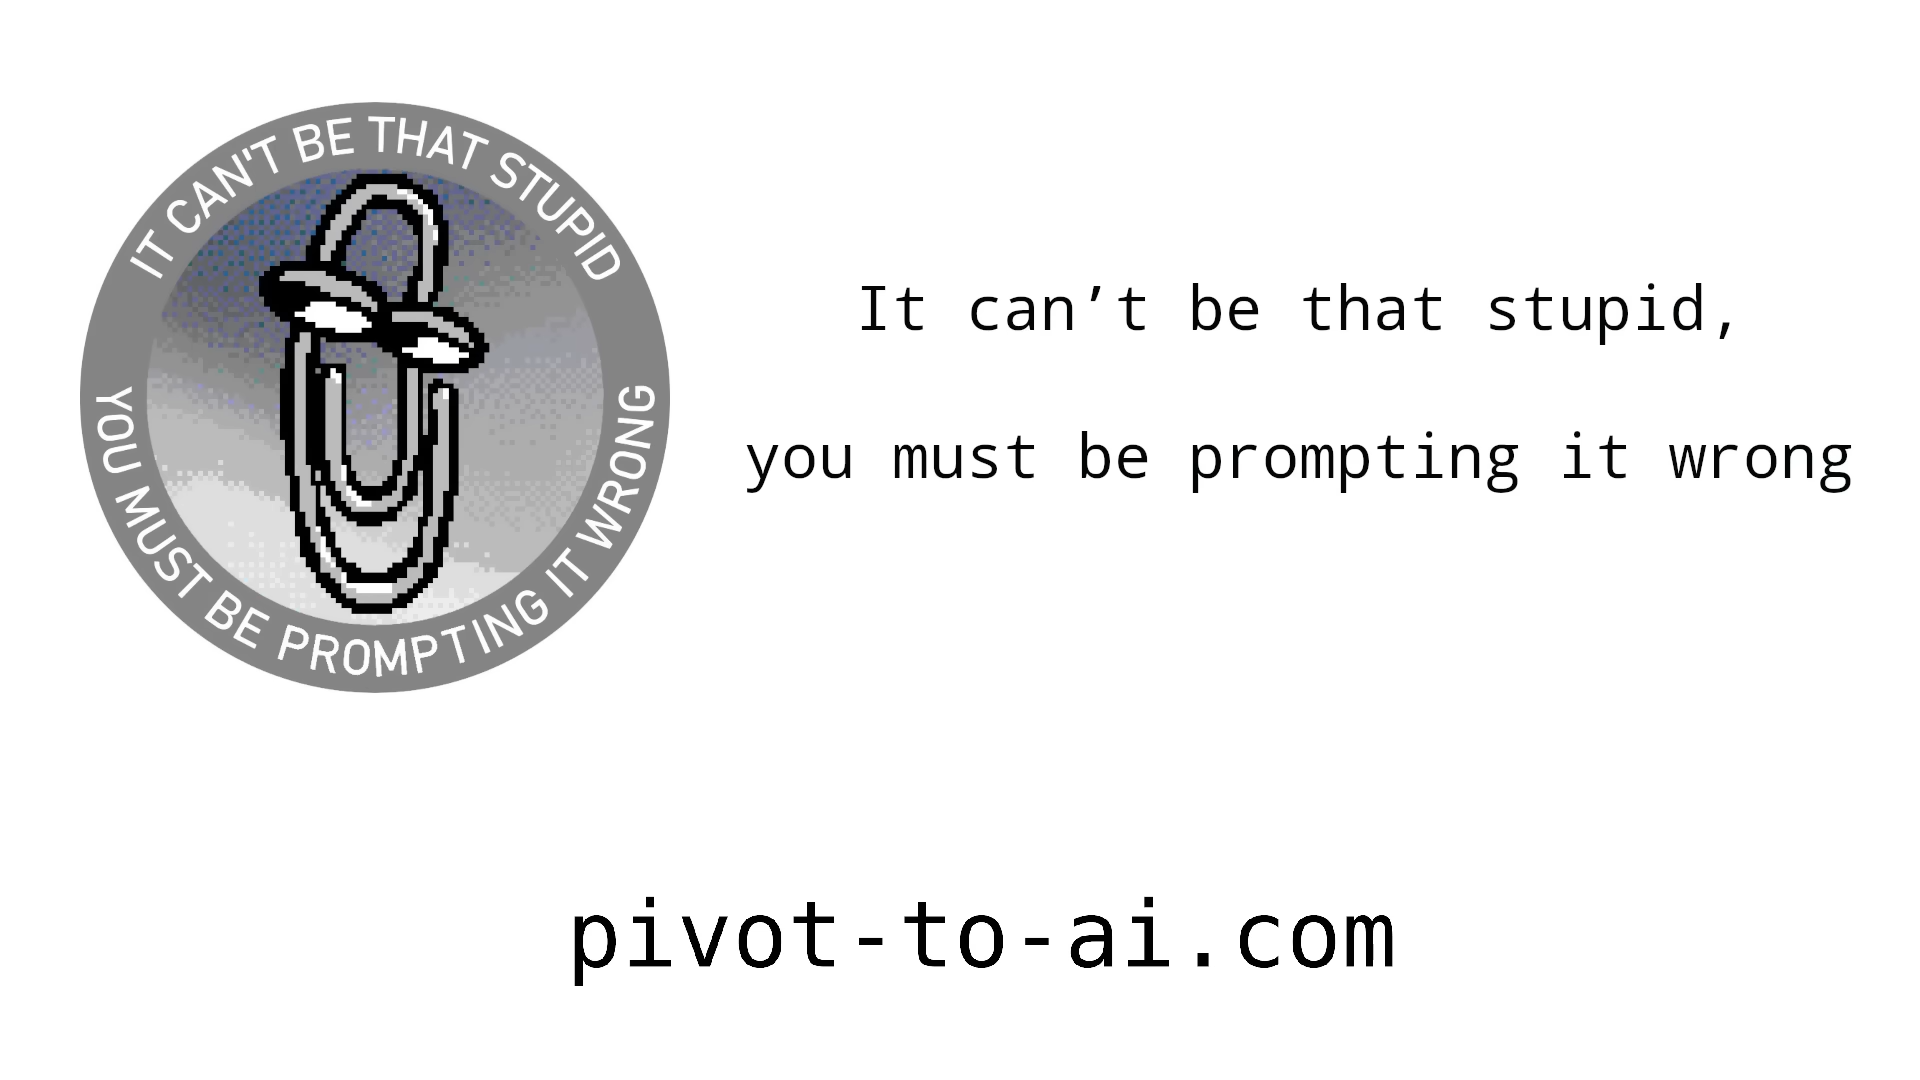 IT CAN'T BE THAT STUPID
YOU MUST BE PROMPTING IT WRONG
It can’t be that stupid,
you must be prompting it wrong
pivot-to-ai.com